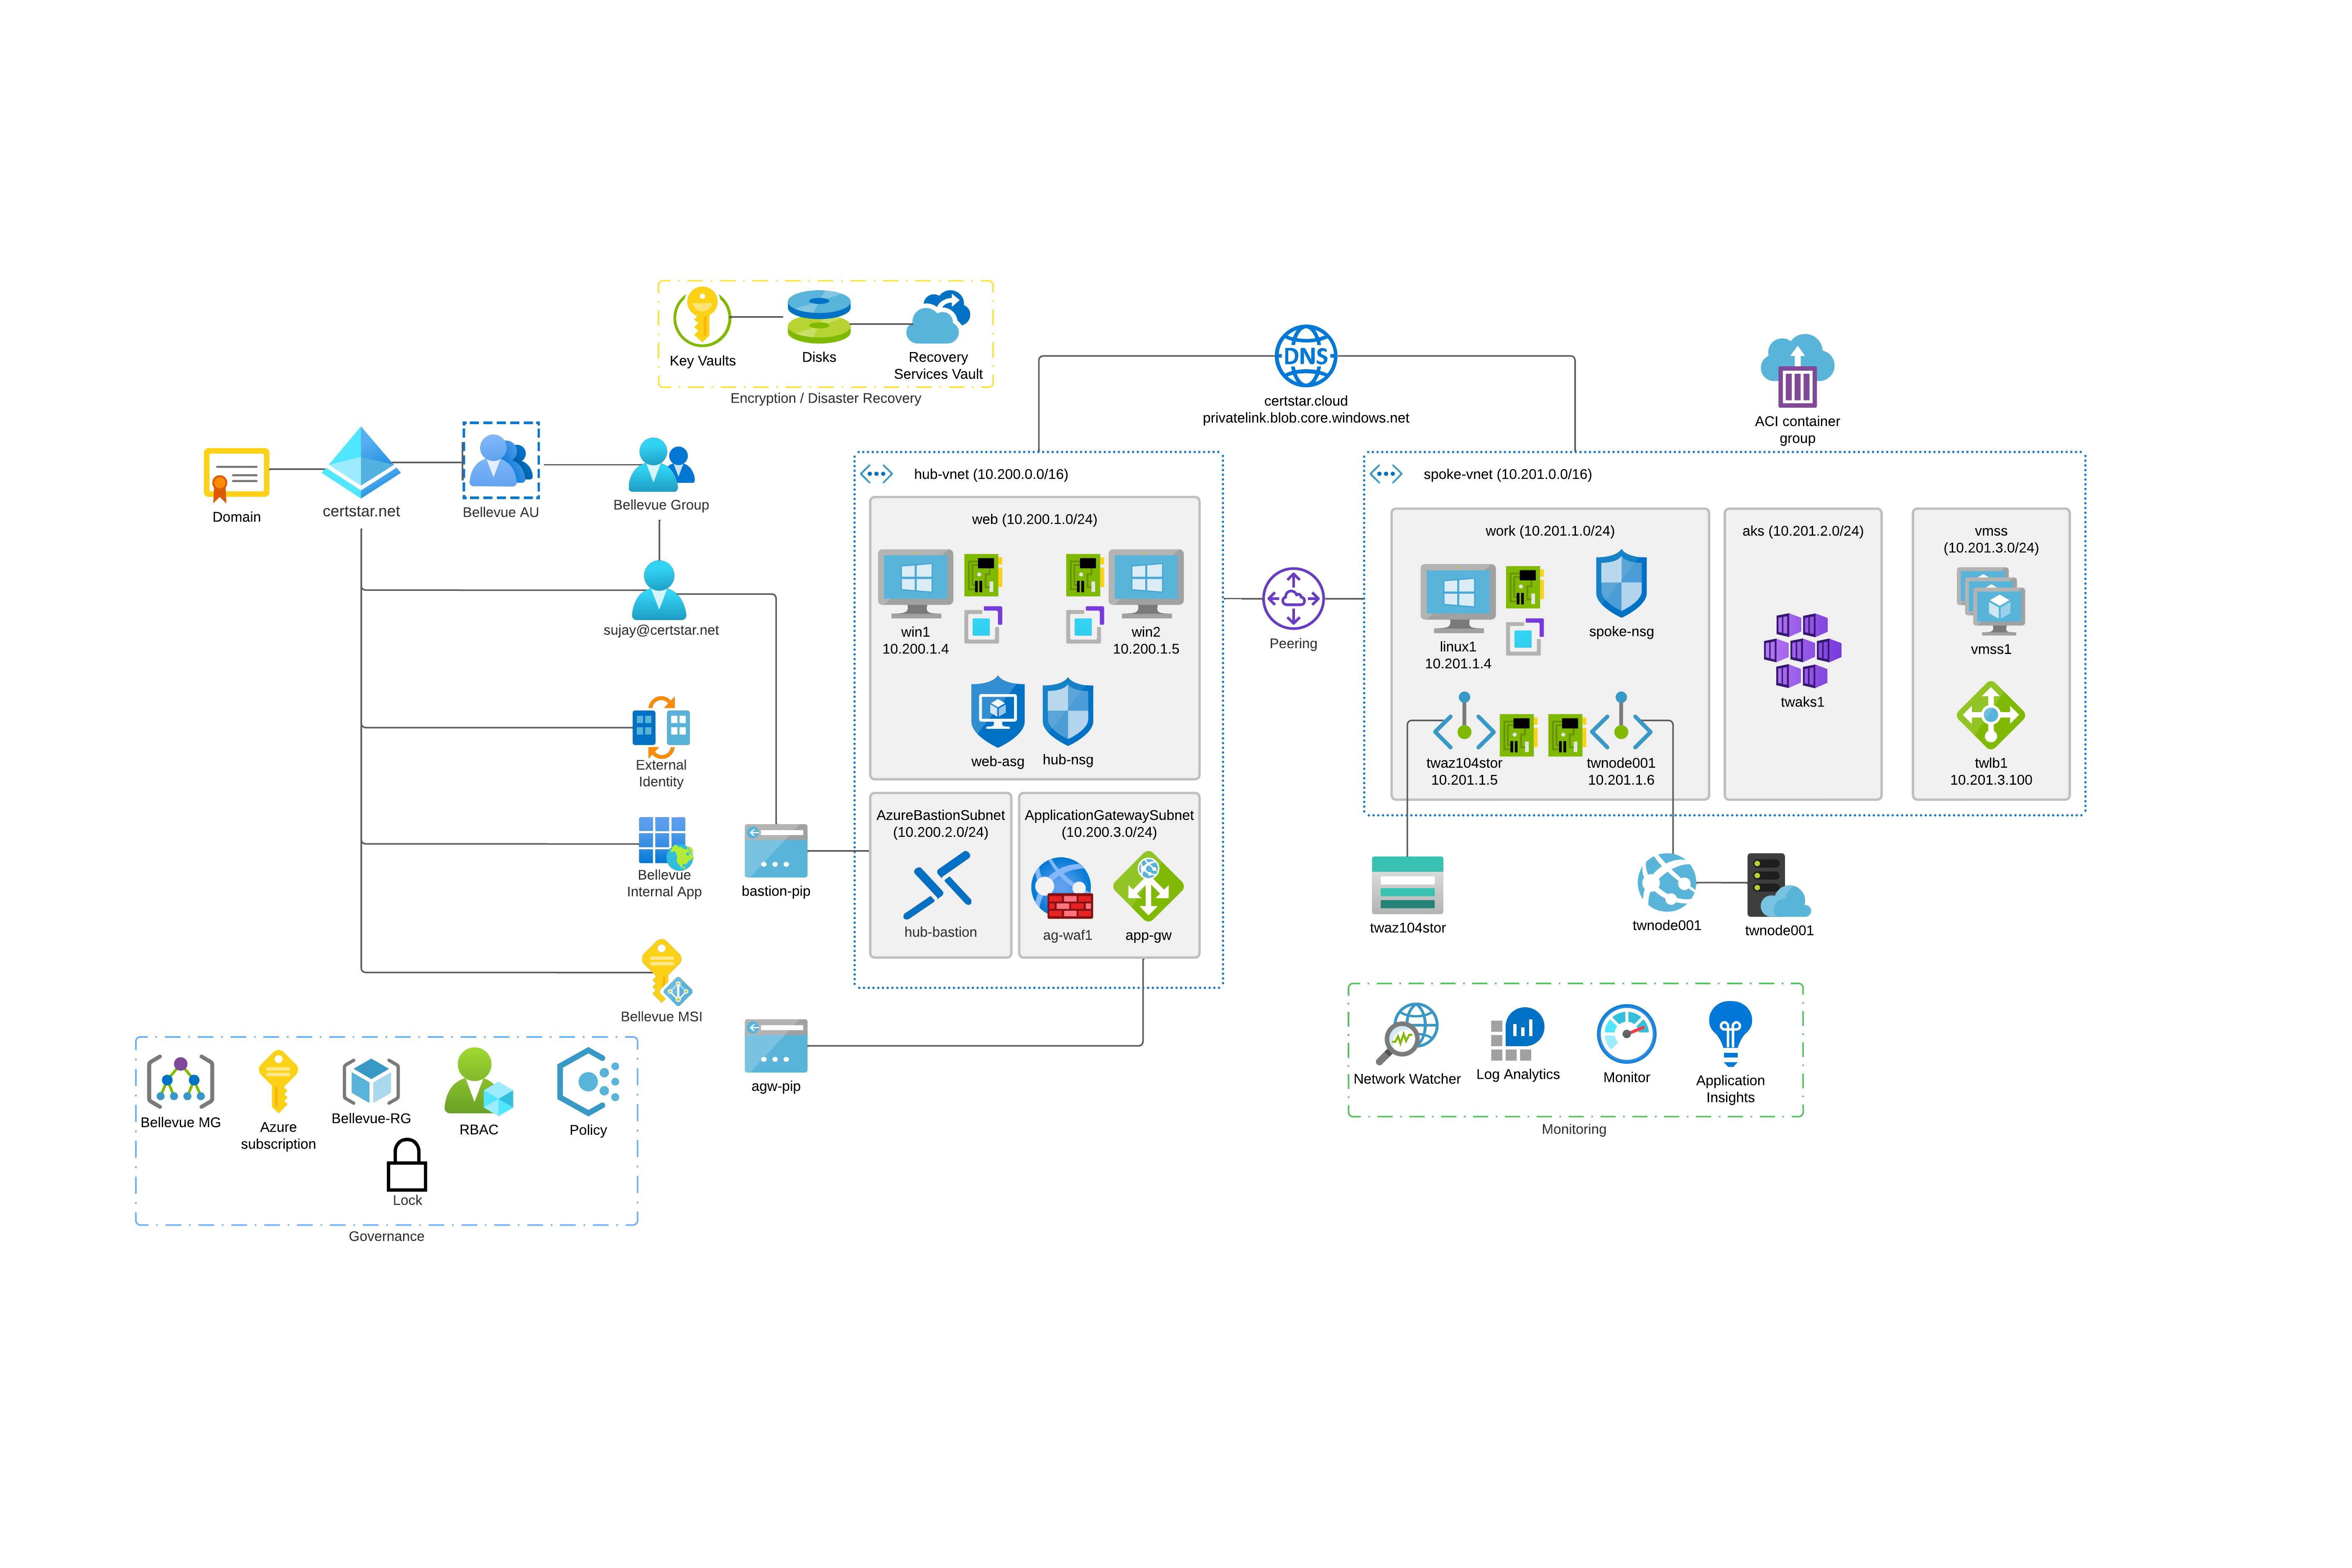 Key Vaults
Disks
Recovery
Services Vault
Encryption / Disaster Recovery
DNS
certstar.cloud
privatelink.blob.core.windows.net
ACI container
group
Domain
certstar.net
Bellevue AU
Bellevue Group
sujay@certstar.net
External
Identity
Bellevue
Internal App
Bellevue MSI
bastion-pip
agw-pip
hub-vnet (10.200.0.0/16)
web (10.200.1.0/24)
win1
10.200.1.4
win2
10.200.1.5
web-asg
hub-nsg
AzureBastionSubnet
(10.200.2.0/24)
hub-bastion
ApplicationGatewaySubnet
(10.200.3.0/24)
ag-waf1
app-gw
Peering
spoke-vnet (10.201.0.0/16)
work (10.201.1.0/24)
linux1
10.201.1.4
spoke-nsg
twaz104stor
10.201.1.5
twnode001
10.201.1.6
aks (10.201.2.0/24)
twaks1
vmss
(10.201.3.0/24)
vmss1
twlb1
10.201.3.100
twaz104stor
twnode001
twnode001
Network Watcher
Log Analytics
Monitor
Application
Insights
Monitoring
Bellevue MG
Azure
subscription
Bellevue-RG
RBAC
Policy
Lock
Governance